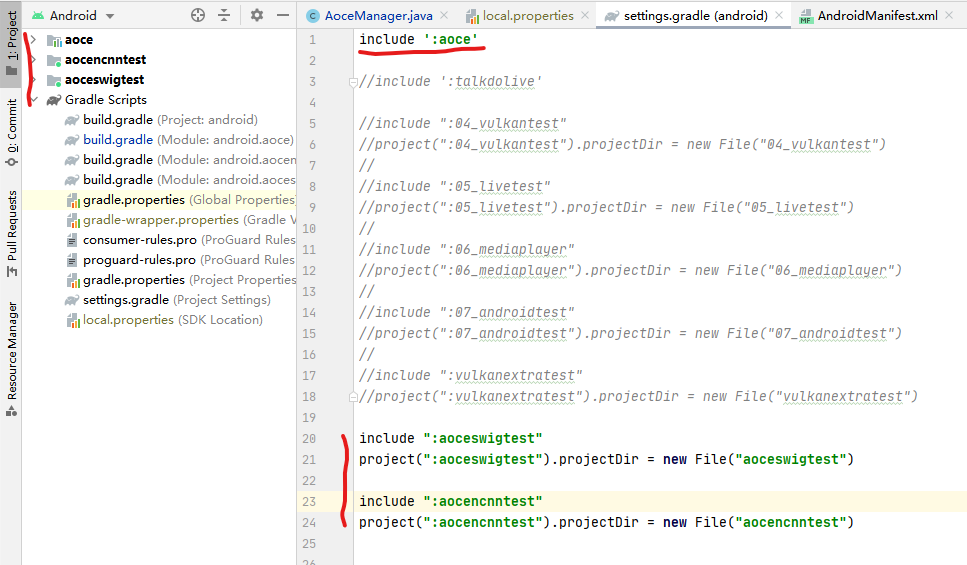 1: Project
0: Commit
Pull Requests
Resource Manager
Android
aoce
aocencnntest
aoceswigtest
Gradle Scripts
build.gradle (Project: android)
build.gradle (Module: android.aoce)
build.gradle (Module: android.aocen
build.gradle (Module: android.aoces
gradle.properties (Global Properties
gradle-wrapper.properties (Gradle V
consumer-rules.pro (ProGuard Rules
proguard-rules.pro (ProGuard Rules
gradle.properties (Project Properties
settings.gradle (Project Settings)
local.properties (SDK Location)
C AoceManager.java
local.properties
settings.gradle (android)
MF AndroidManifest.xml
1 include ':aoce'
2
3 //include ':talkdolive'
4
5 //include ":04_vulkantest"
6 //project(":04_vulkantest").projectDir = new File("04_vulkantest")
7 //
8 //include ":05_livetest"
9 //project(":05_livetest").projectDir = new File("05_livetest")
10 //
11 //include ":06_mediaplayer"
12 //project(":06_mediaplayer").projectDir = new File("06_mediaplayer")
13 //
14 //include ":07_androidtest"
15 //project(":07_androidtest").projectDir = new File("07_androidtest")
16 //
17 //include ":vulkanextratest"
18 //project(":vulkanextratest").projectDir = new File("vulkanextratest")
19
20 include ":aoceswigtest"
21 project(":aoceswigtest").projectDir = new File("aoceswigtest")
22
23 include ":aocencnntest"
24 project(":aocencnntest").projectDir = new File("aocencnntest")
25
26